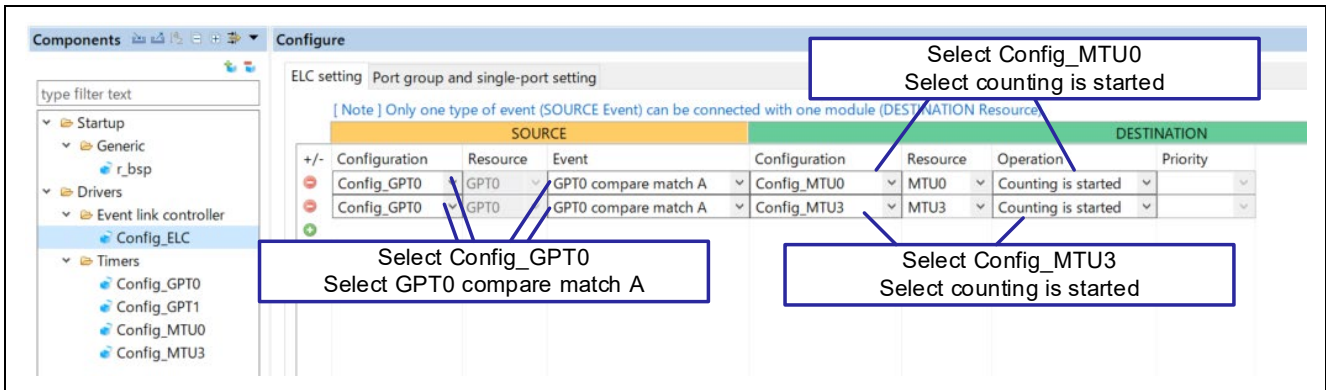 Components
Configure
type filter text
Startup
Generic
r_bsp
Drivers
Event link controller
Config_ELC
Timers
Config_GPT0
Config_GPT1
Config_MTU0
Config_MTU3
ELC setting Port group and single-port setting
[ Note ] Only one type of event (SOURCE Event) can be connected with one module (DESTINATION Resource)
SOURCE DESTINATION
+/- Configuration Resource Event Configuration Resource Operation Priority
Config_GPT0 GPT0 GPT0 compare match A Config_MTU0 MTU0 Counting is started
Config_GPT0 GPT0 GPT0 compare match A Config_MTU3 MTU3 Counting is started
Select Config_MTU0
Select counting is started
Select Config_GPT0
Select GPT0 compare match A
Select Config_MTU3
Select counting is started